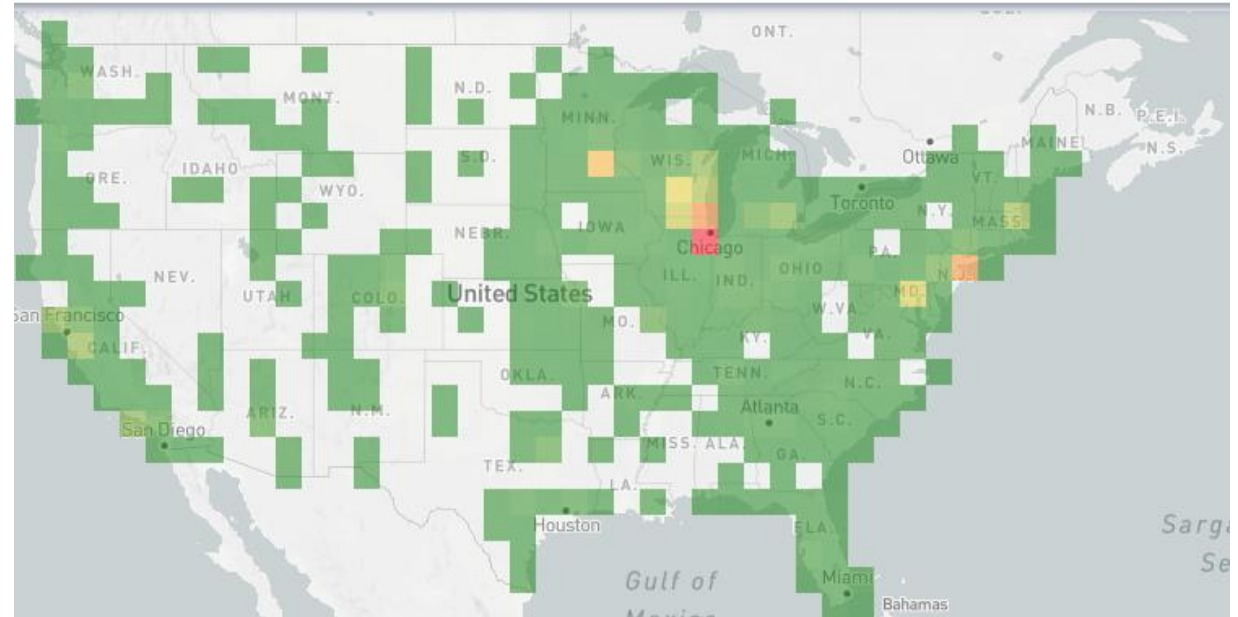 ONT.
WASH.
N.D.
MONT.
MINN.
N.B.
P.E.I.
MAINE
N.S.
Ottawa
S.D.
WIS.
MICH.
IDAHO
ORE.
WYO.
VT.
Toronto
N.Y.
MASS.
IOWA
NEBR.
Chicago
PA.
NEV.
ILL.
IND.
OHIO
N.J.
UTAH
COLO.
United States
MD.
San Francisco
MO.
W.VA.
KY.
VA.
CALIF.
OKLA.
TENN.
N.C.
ARK.
ARIZ.
N.M.
Atlanta
S.C.
San Diego
MISS.
ALA.
GA.
TEX.
LA.
Houston
FLA.
Gulf of
Miami
Bahamas